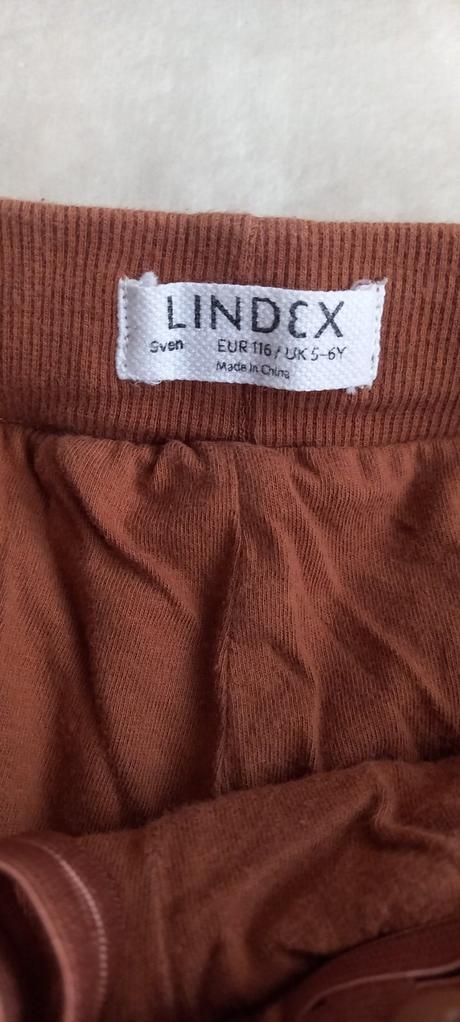 LINDEX
Sven EUR 116 / UK 5-6Y
Made in China